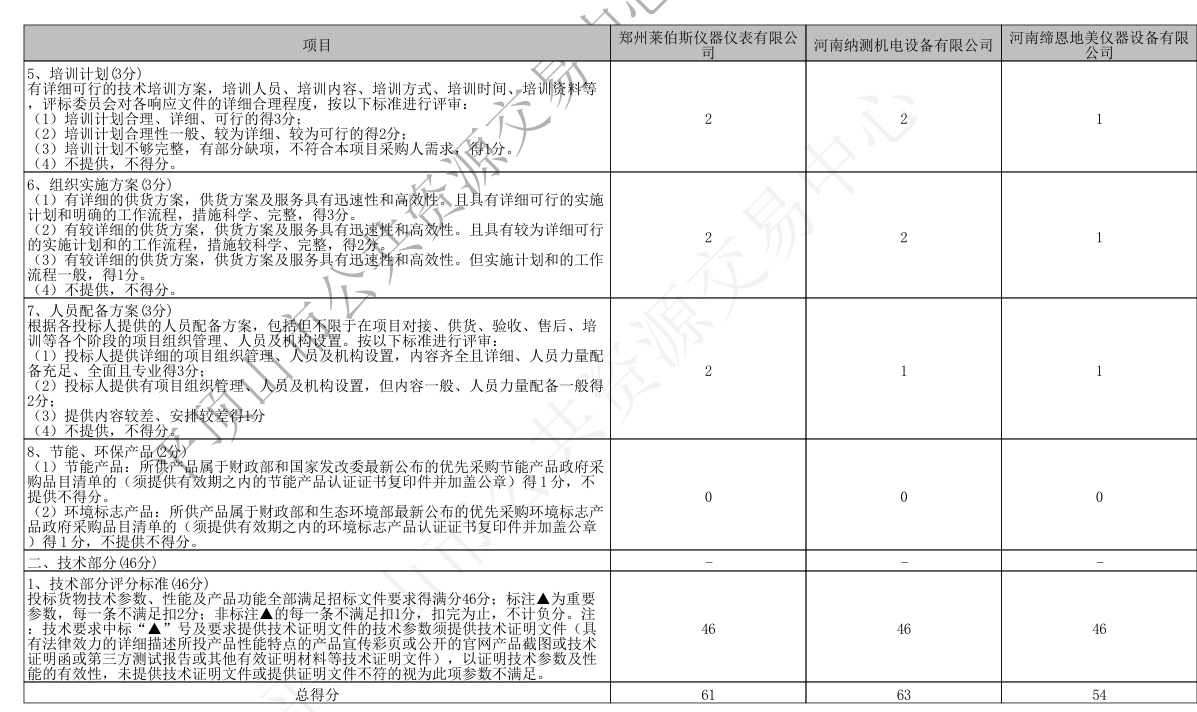 项目
郑州莱伯斯仪器仪表有限公
司
河南纳测机电设备有限公司
河南缔恩地美仪器设备有限
公司
5、培训计划(3分)
有详细可行的技术培训方案，培训人员、培训内容、培训方式、培训时间、培训资料等
，评标委员会对各响应文件的详细合理程度，按以下标准进行评审：
（1）培训计划合理、详细、可行的得3分；
（2）培训计划合理性一般、较为详细、较为可行的得2分；
（3）培训计划不够完整，有部分缺项，不符合本项目采购人需求，得1分。
（4）不提供，不得分。
2
2
1
6、组织实施方案(3分)
（1）有详细的供货方案，供货方案及服务具有迅速性和高效性。且具有详细可行的实施
计划和明确的工作流程，措施科学、完整，得3分。
（2）有较详细的供货方案，供货方案及服务具有迅速性和高效性。且具有较为详细可行
的实施计划和的工作流程，措施较科学、完整，得2分。
（3）有较详细的供货方案，供货方案及服务具有迅速性和高效性。但实施计划和的工作
流程一般，得1分。
（4）不提供，不得分。
2
2
1
7、人员配备方案(3分)
根据各投标人提供的人员配备方案，包括但不限于在项目对接、供货、验收、售后、培
训等各个阶段的项目组织管理、人员及机构设置。按以下标准进行评审：
（1）投标人提供详细的项目组织管理、人员及机构设置，内容齐全且详细、人员力量配
备充足、全面且专业得3分；
（2）投标人提供有项目组织管理、人员及机构设置，但内容一般、人员力量配备一般得
2分；
（3）提供内容较差、安排较差得1分
（4）不提供，不得分。
2
1
1
8、节能、环保产品(2分)
（1）节能产品：所供产品属于财政部和国家发改委最新公布的优先采购节能产品政府采
购品目清单的（须提供有效期之内的节能产品认证证书复印件并加盖公章）得１分，不
提供不得分。
（2）环境标志产品：所供产品属于财政部和生态环境部最新公布的优先采购环境标志产
品政府采购品目清单的（须提供有效期之内的环境标志产品认证证书复印件并加盖公章
）得１分，不提供不得分。
0
0
0
二、技术部分(46分)
－
－
－
1、技术部分评分标准(46分)
投标货物技术参数、性能及产品功能全部满足招标文件要求得满分46分；标注▲为重要
参数，每一条不满足扣2分；非标注▲的每一条不满足扣1分，扣完为止，不计负分。注
：技术要求中标“▲”号及要求提供技术证明文件的技术参数须提供技术证明文件（具
有法律效力的详细描述所投产品性能特点的产品宣传彩页或公开的官网产品截图或技术
证明函或第三方测试报告或其他有效证明材料等技术证明文件），以证明技术参数及性
能的有效性，未提供技术证明文件或提供证明文件不符的视为此项参数不满足。
46
46
46
总得分
61
63
54
平顶山市公共资源交易中心